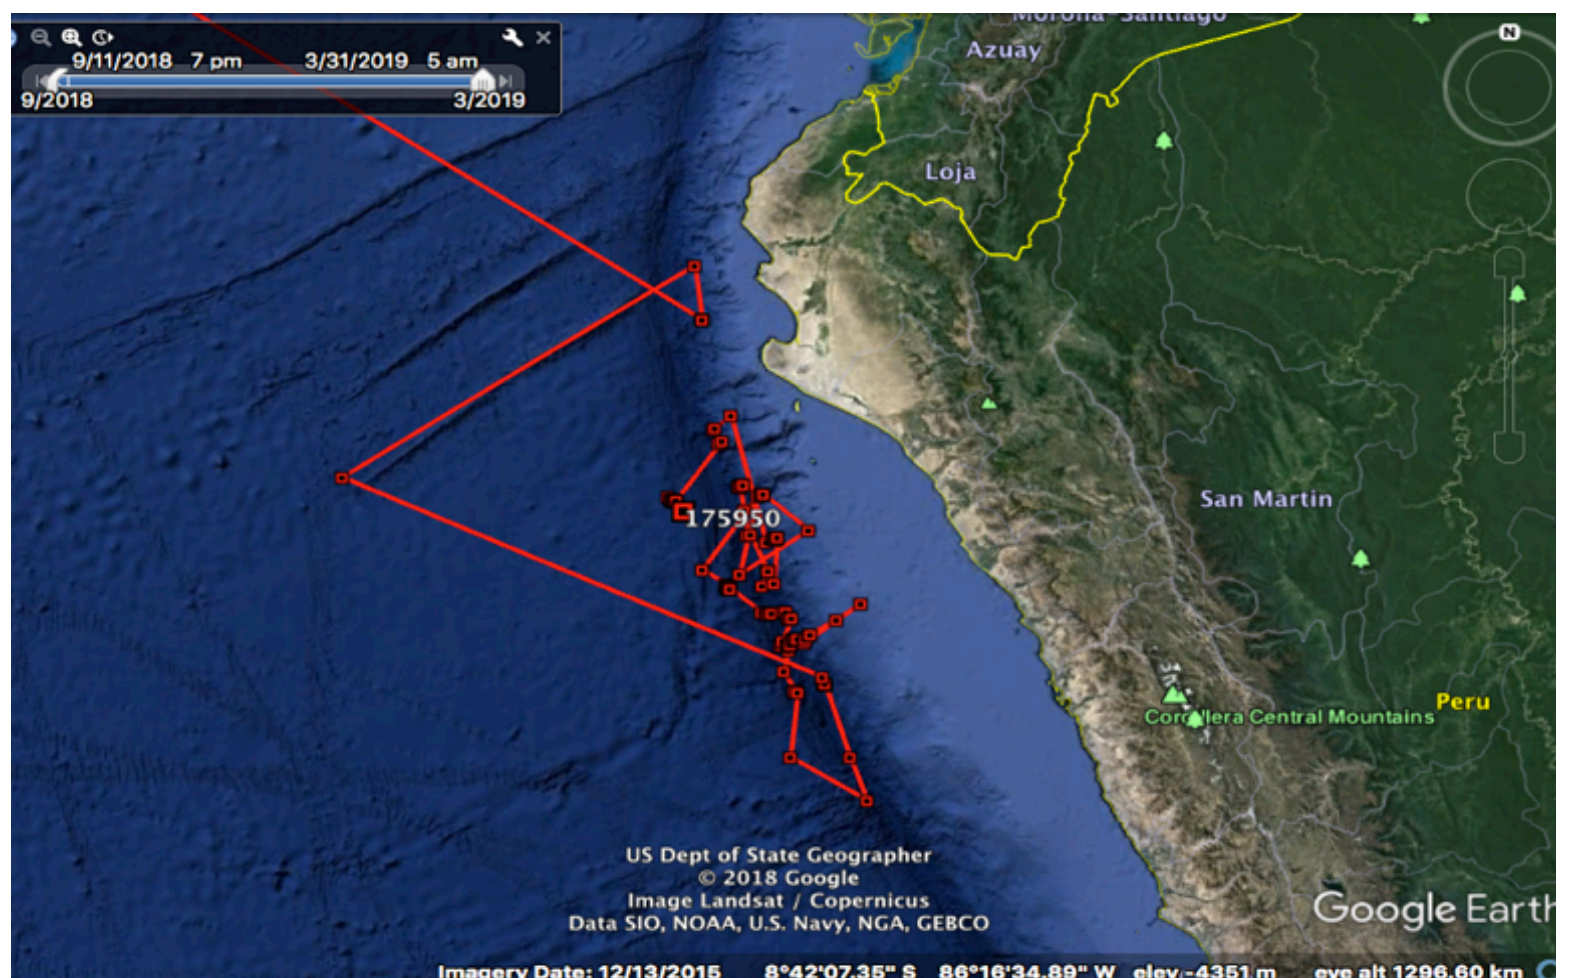 Morona-Santiago
Azuay
N
9/11/2018 7 pm 3/31/2019 5 am
9/2018 3/2019
Loja
San Martin
175950
Peru
Cordillera Central Mountains
US Dept of State Geographer
© 2018 Google
Image Landsat / Copernicus
Data SIO, NOAA, U.S. Navy, NGA, GEBCO
Google Earth
Imagery Date: 12/13/2015 8°42'07.35" S 86°16'34.89" W elev -4351 m eye alt 1296.60 km